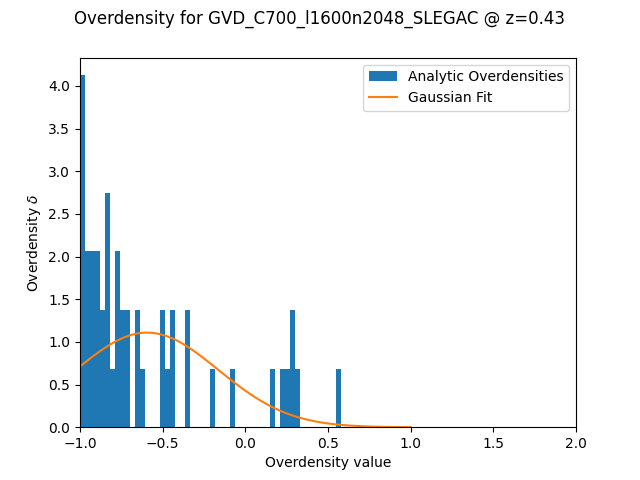 Overdensity for GVD_C700_l1600n2048_SLEGAC @ z=0.43
Analytic Overdensities
Gaussian Fit
Overdensity δ
4.0
3.5
3.0
2.5
2.0
1.5
1.0
0.5
0.0
−1.0 −0.5 0.0 0.5 1.0 1.5 2.0
Overdensity value